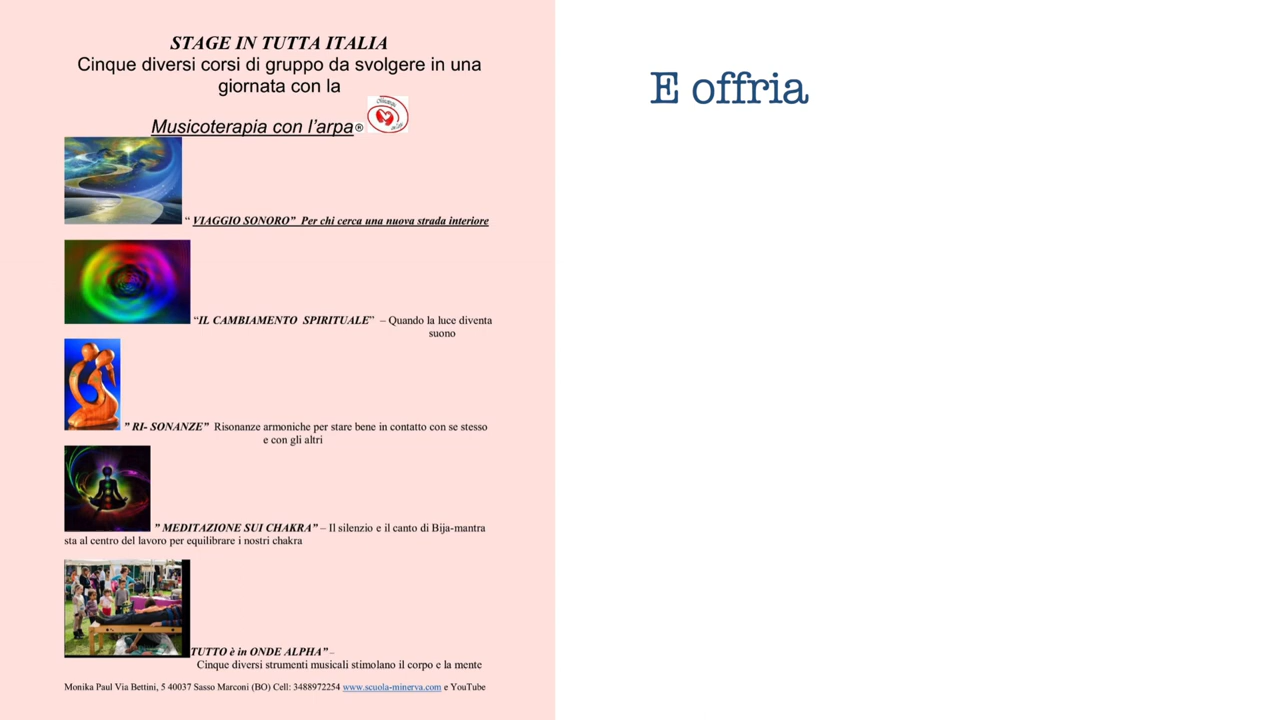 STAGE IN TUTTA ITALIA
Cinque diversi corsi di gruppo da svolgere in una
giornata con la
Musicoterapia con l'arpa®
“ VIAGGIO SONORO” Per chi cerca una nuova strada interiore
“IL CAMBIAMENTO SPIRITUALE” – Quando la luce diventa
suono
” RI- SONANZE” Risonanze armoniche per stare bene in contatto con se stesso
e con gli altri
” MEDITAZIONE SUI CHAKRA” – Il silenzio e il canto di Bija-mantra
sta al centro del lavoro per equilibrare i nostri chakra
TUTTO è in ONDE ALPHA” –
Cinque diversi strumenti musicali stimolano il corpo e la mente
Monika Paul Via Bettini, 5 40037 Sasso Marconi (BO) Cell: 3488972254 www.scuola-minerva.com e YouTube
E offria